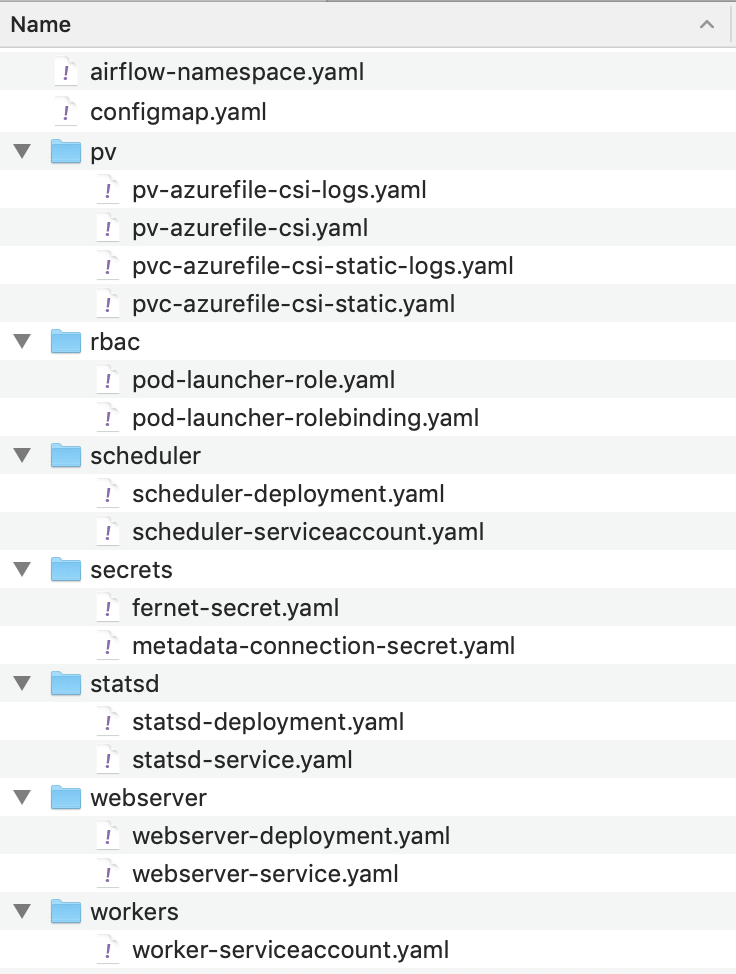 Name
airflow-namespace.yaml
configmap.yaml
pv
pv-azurefile-csi-logs.yaml
pv-azurefile-csi.yaml
pvc-azurefile-csi-static-logs.yaml
pvc-azurefile-csi-static.yaml
rbac
pod-launcher-role.yaml
pod-launcher-rolebinding.yaml
scheduler
scheduler-deployment.yaml
scheduler-serviceaccount.yaml
secrets
fernet-secret.yaml
metadata-connection-secret.yaml
statsd
statsd-deployment.yaml
statsd-service.yaml
webserver
webserver-deployment.yaml
webserver-service.yaml
workers
worker-serviceaccount.yaml